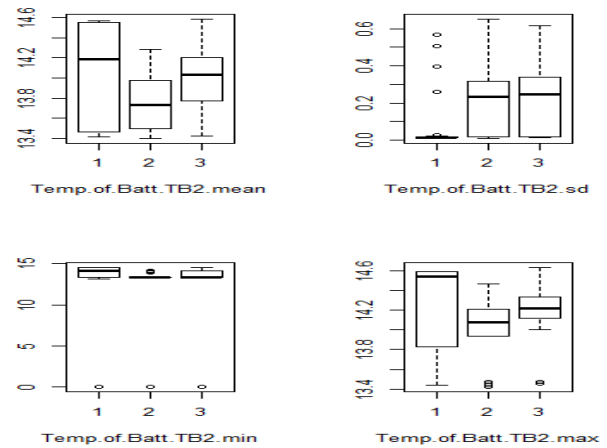 14.6
14.2
13.8
13.4
1 2 3
Temp.of.Batt.TB2.mean
0.6
0.4
0.2
0.0
1 2 3
Temp.of.Batt.TB2.sd
15
10
5
0
1 2 3
Temp.of.Batt.TB2.min
14.6
14.2
13.8
13.4
1 2 3
Temp.of.Batt.TB2.max